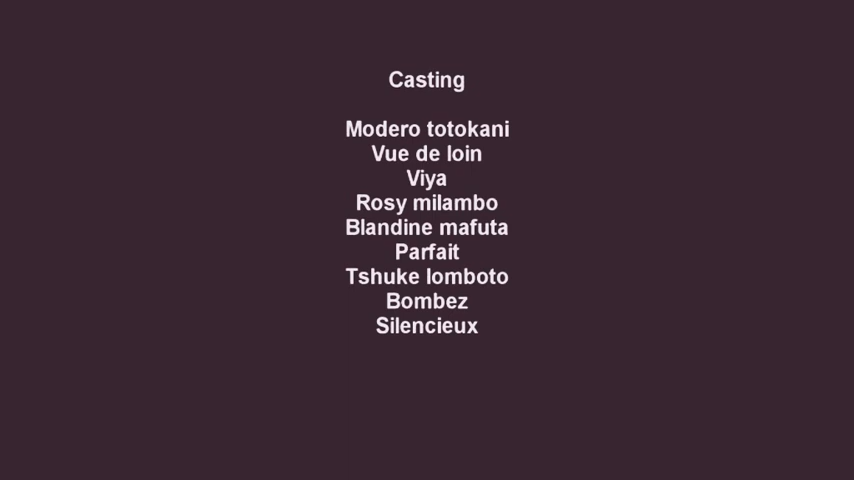 Casting
Modero totokani
Vue de loin
Viya
Rosy milambo
Blandine mafuta
Parfait
Tshuke lomboto
Bombez
Silencieux